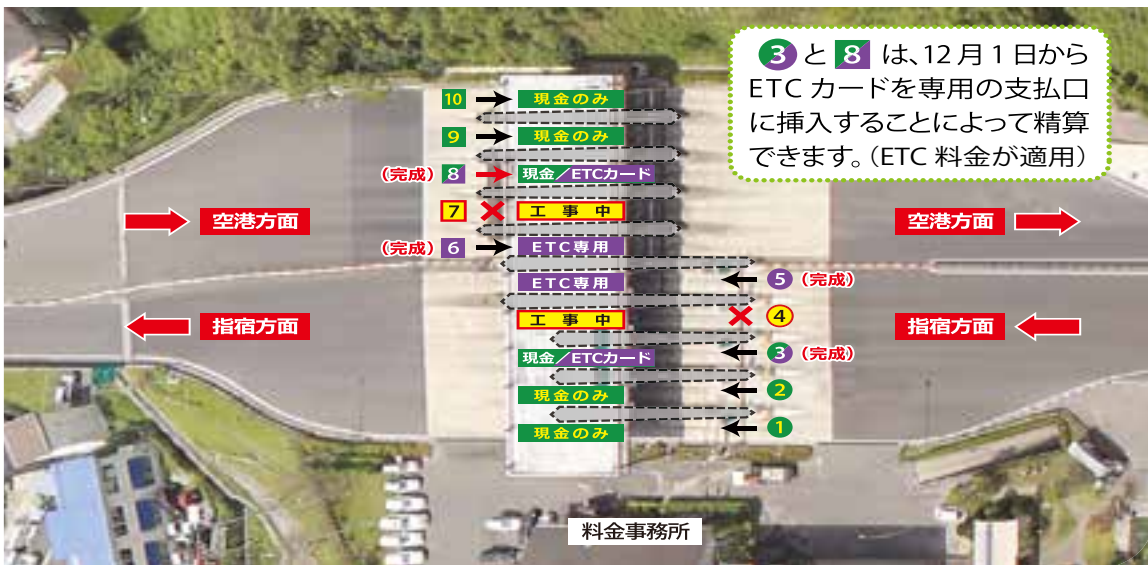 3と8は、12月1日から
ETCカードを専用の支払口
に挿入することによって精算
できます。(ETC料金が適用)
10 現金のみ
9 現金のみ
(完成) 8 現金/ETCカード
7 工事中
空港方面
空港方面
(完成) 6 ETC専用
ETC専用 5 (完成)
指宿方面
工事中 4
指宿方面
現金/ETCカード 3 (完成)
現金のみ 2
現金のみ 1
料金事務所